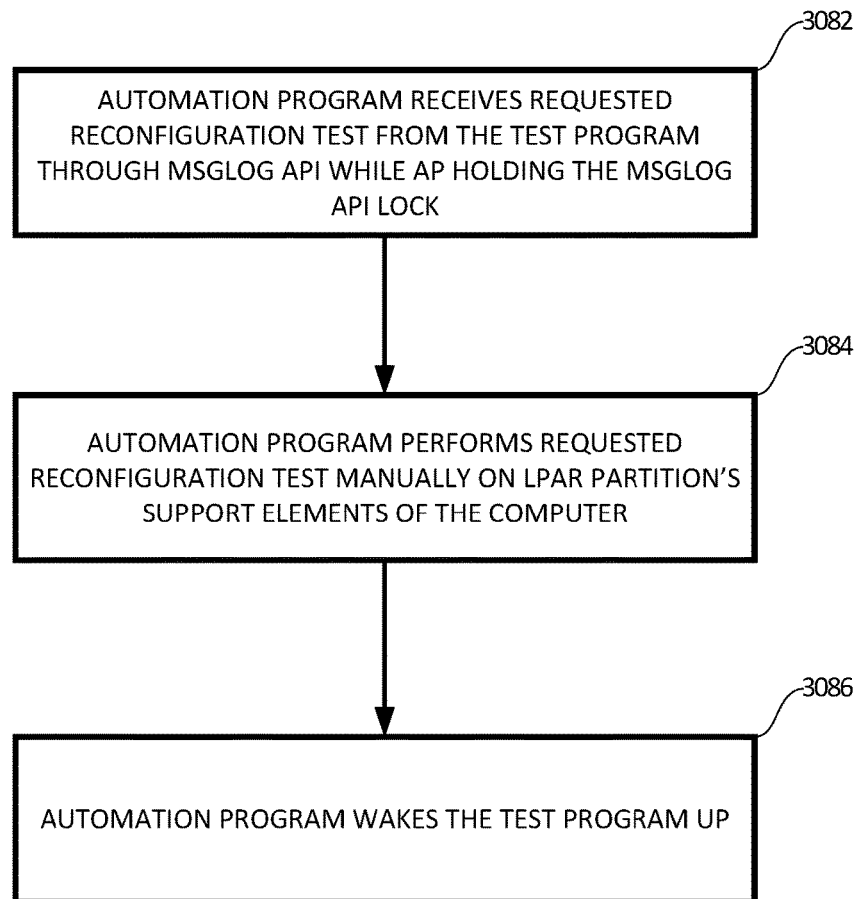 3082
AUTOMATION PROGRAM RECEIVES REQUESTED
RECONFIGURATION TEST FROM THE TEST PROGRAM
THROUGH MSGLOG API WHILE AP HOLDING THE MSGLOG
API LOCK
3084
AUTOMATION PROGRAM PERFORMS REQUESTED
RECONFIGURATION TEST MANUALLY ON LPAR PARTITION'S
SUPPORT ELEMENTS OF THE COMPUTER
3086
AUTOMATION PROGRAM WAKES THE TEST PROGRAM UP